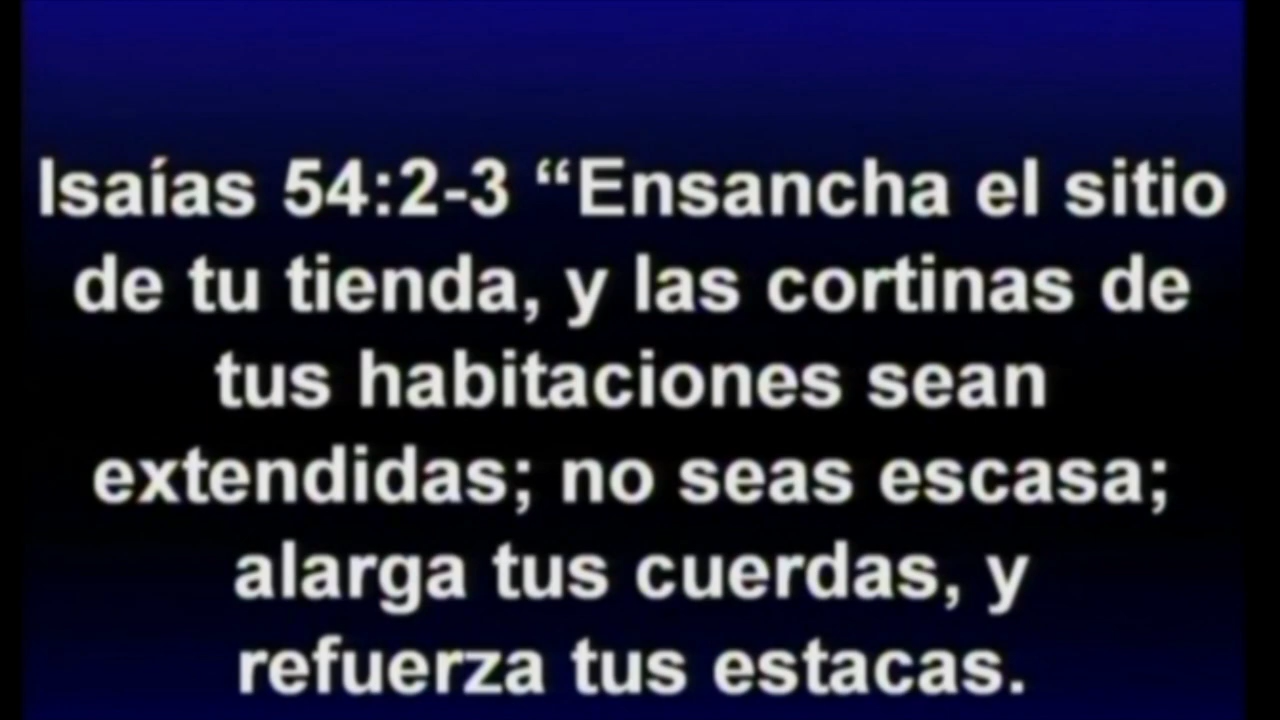 Isaías 54:2-3 “Ensancha el sitio
de tu tienda, y las cortinas de
tus habitaciones sean
extendidas; no seas escasa;
alarga tus cuerdas, y
refuerza tus estacas.